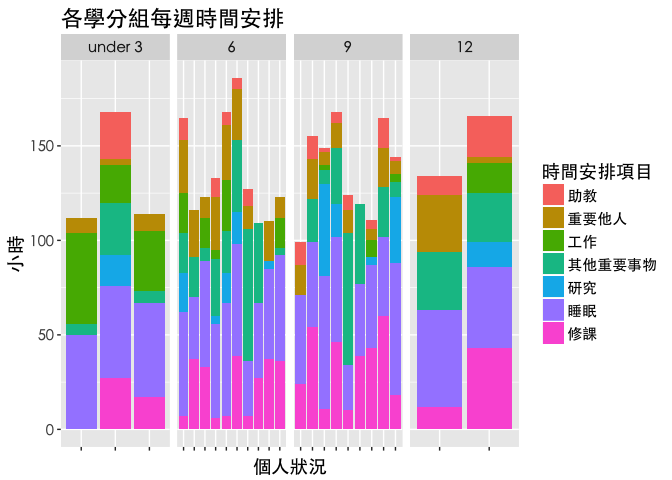 各學分組每週時間安排
under 3
6
9
12
150
100
50
0
小時
個人狀況
時間安排項目
助教
重要他人
工作
其他重要事物
研究
睡眠
修課